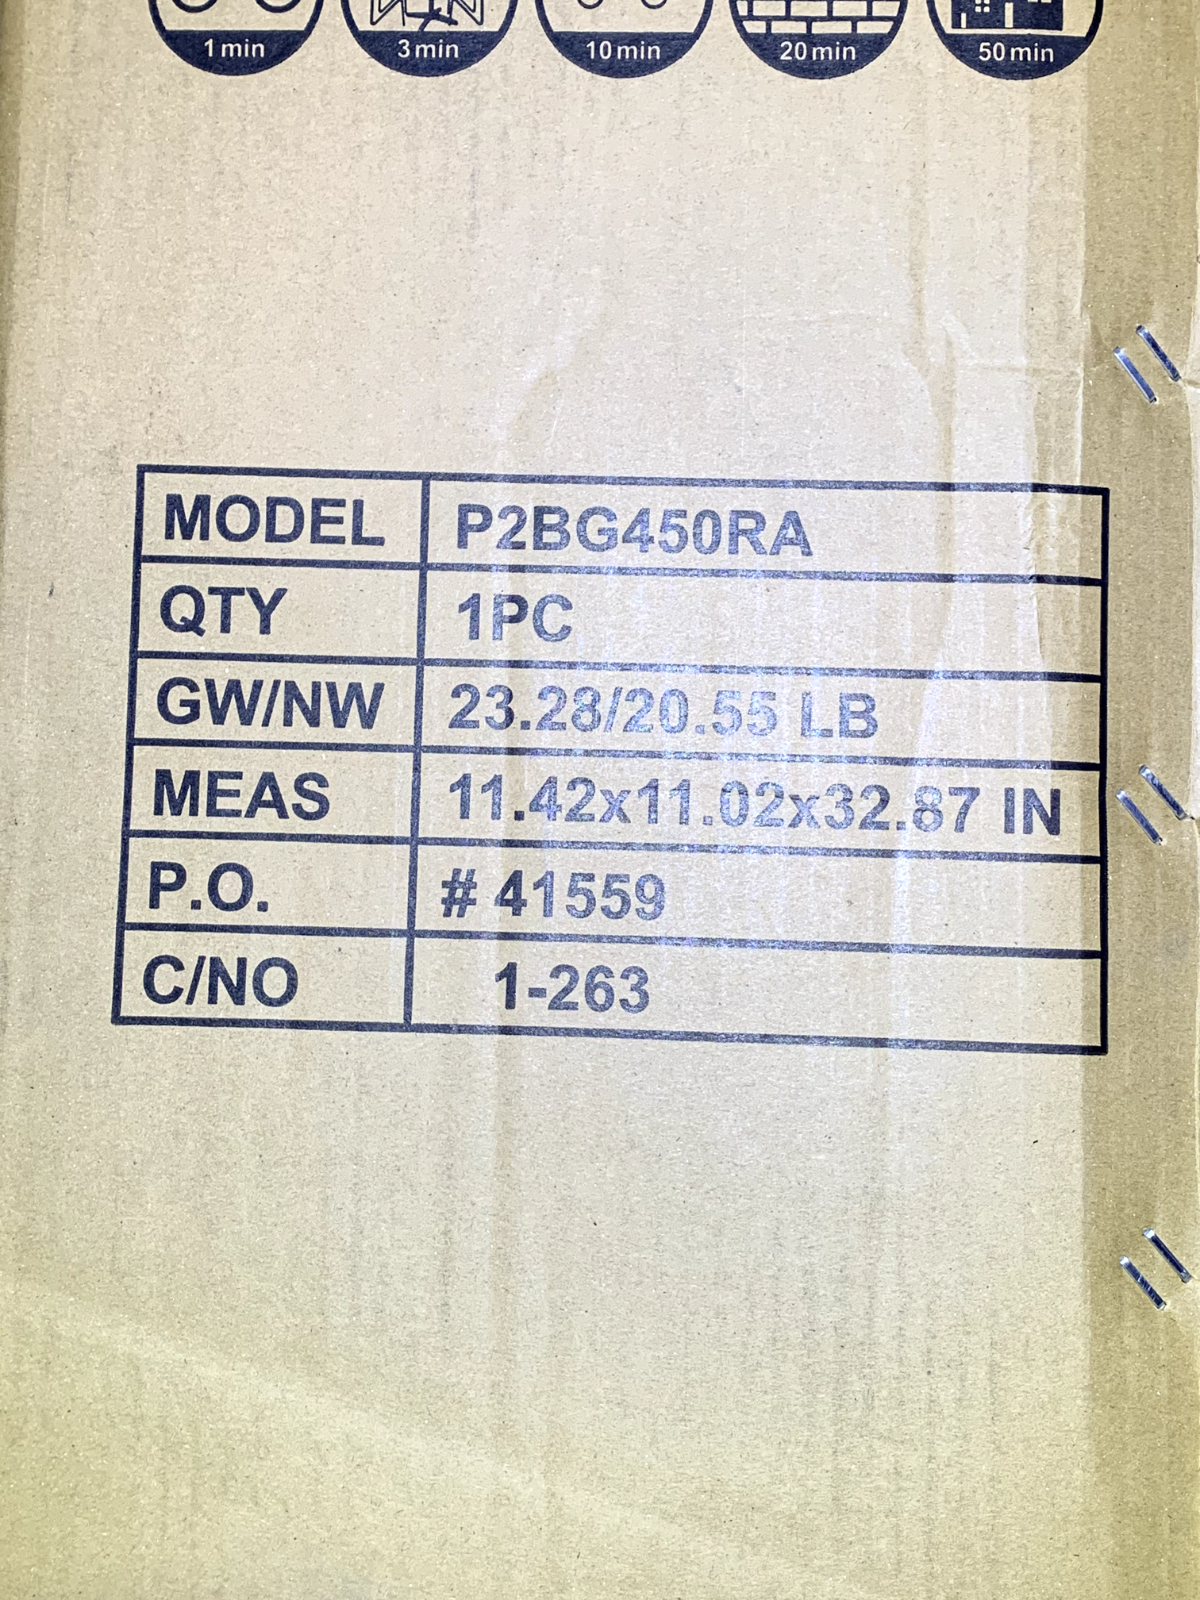 1 min 3 min 10 min 20 min 50 min
MODEL P2BG450RA
QTY 1PC
GW/NW 23.28/20.55 LB
MEAS 11.42x11.02x32.87 IN
P.O. # 41559
C/NO 1-263